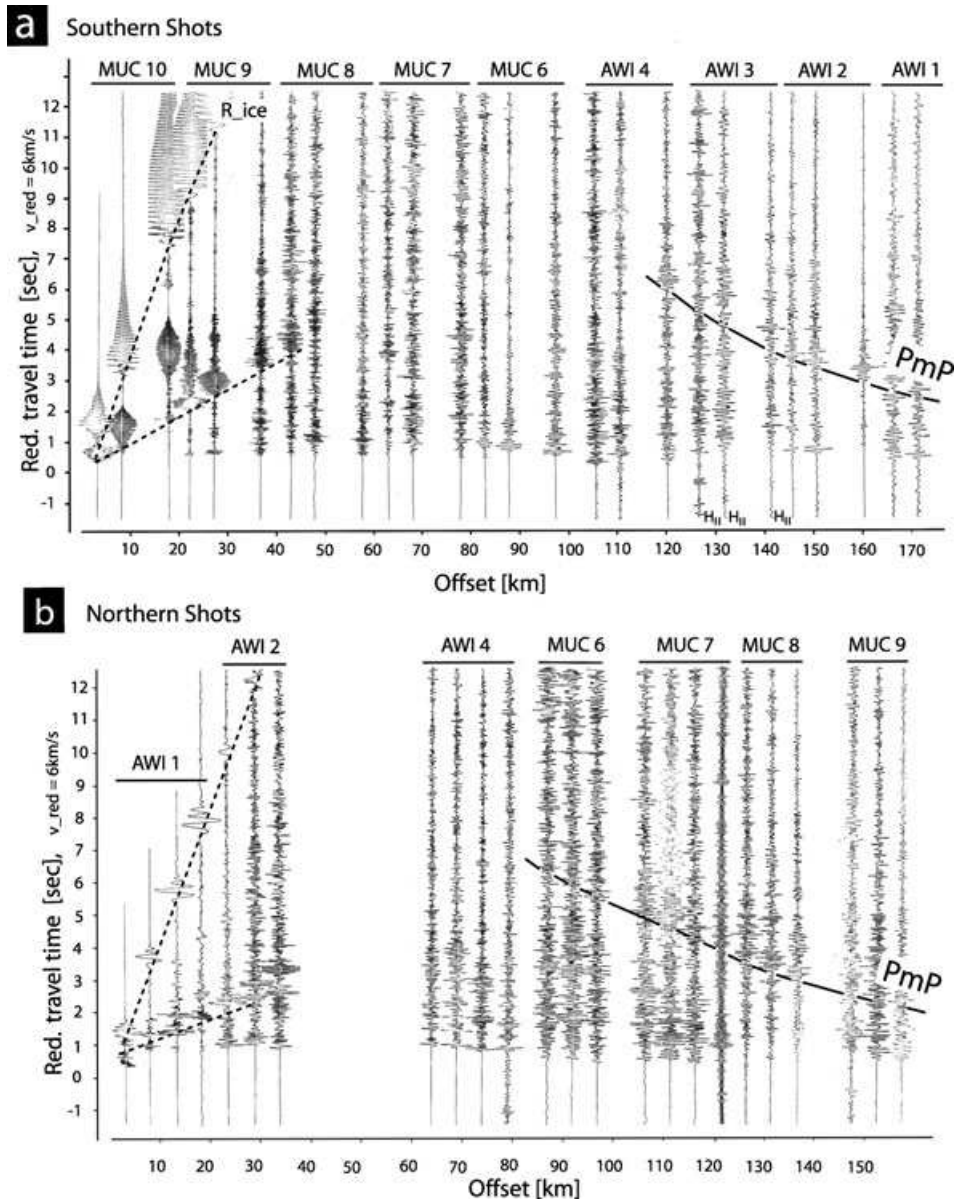 a Southern Shots
MUC 10 MUC 9 MUC 8 MUC 7 MUC 6 AWI 4 AWI 3 AWI 2 AWI 1
R_ice
Red. travel time [sec], v_red = 6km/s
12
11
10
9
8
7
6
5
4
3
2
1
0
-1
PmP
H_II H_II H_II
10 20 30 40 50 60 70 80 90 100 110 120 130 140 150 160 170
Offset [km]
b Northern Shots
AWI 2 AWI 4 MUC 6 MUC 7 MUC 8 MUC 9
AWI 1
Red. travel time [sec], v_red = 6km/s
12
11
10
9
8
7
6
5
4
3
2
1
0
-1
PmP
10 20 30 40 50 60 70 80 90 100 110 120 130 140 150
Offset [km]